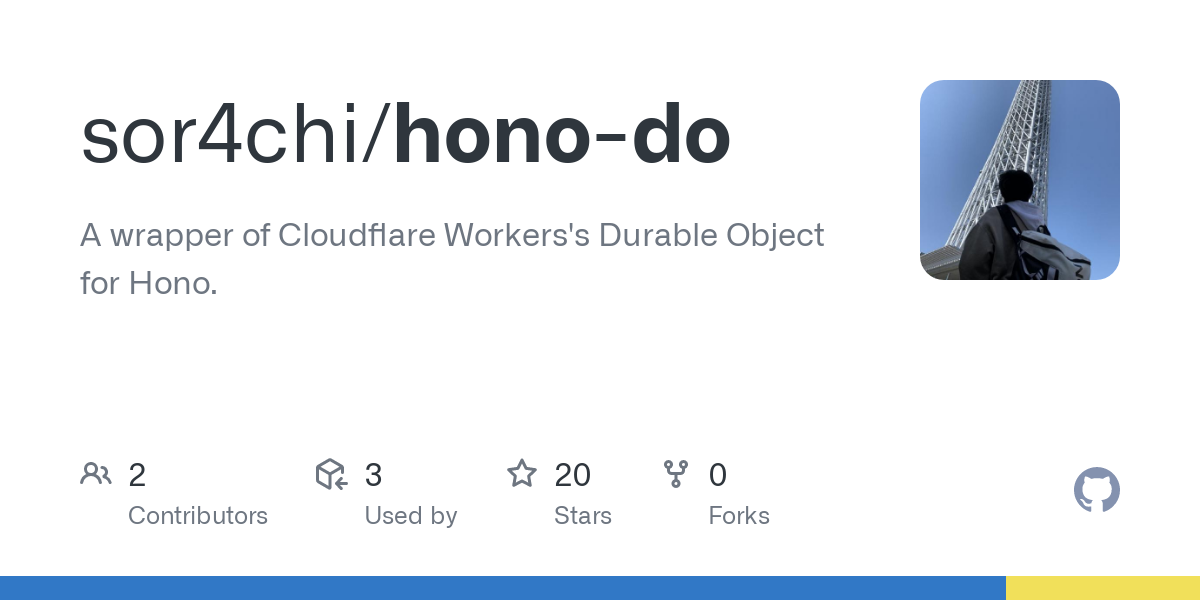 sor4chi/hono-do
A wrapper of Cloudflare Workers's Durable Object
for Hono.
2
Contributors
3
Used by
20
Stars
0
Forks